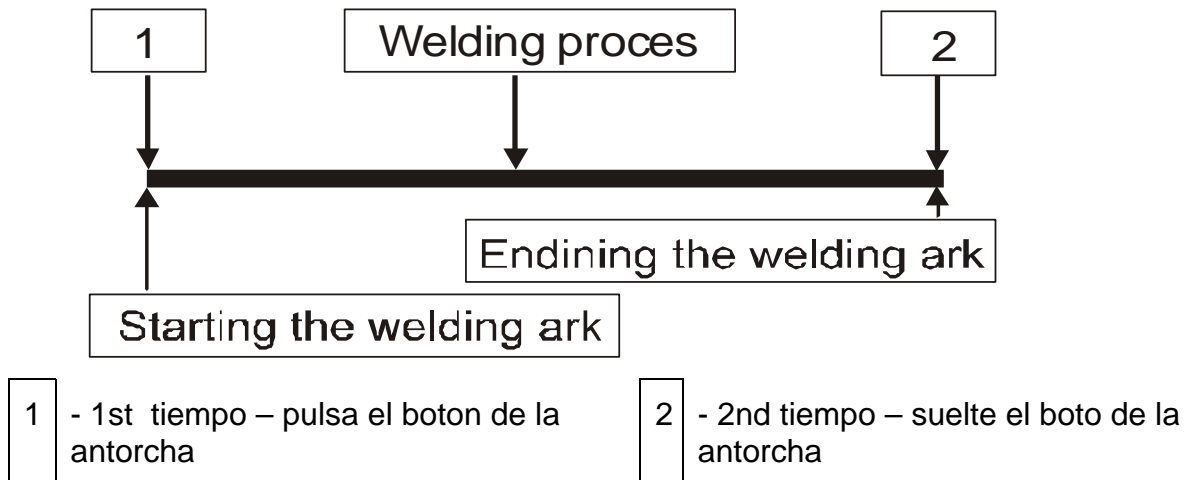 1
Welding proces
2
Endining the welding ark
Starting the welding ark
1 - 1st tiempo – pulsa el boton de la
antorcha
2 - 2nd tiempo – suelte el boto de la
antorcha